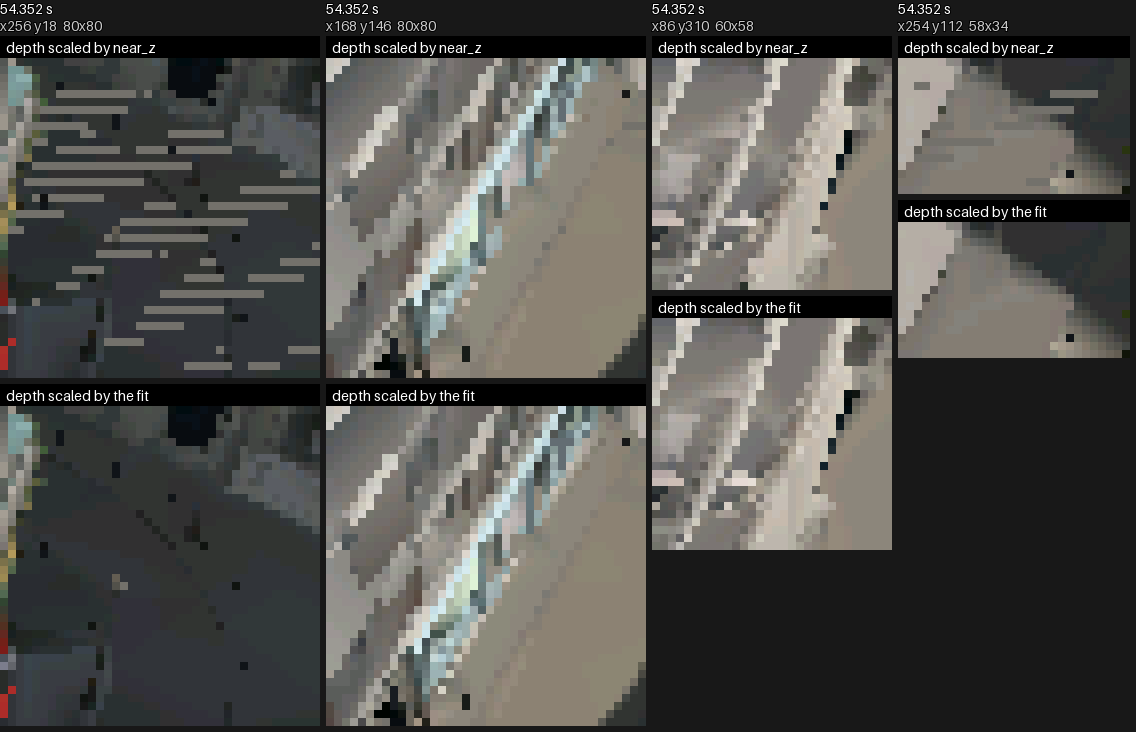 54.352 s
x256 y18 80x80
depth scaled by near_z
depth scaled by the fit
54.352 s
x168 y146 80x80
depth scaled by near_z
depth scaled by the fit
54.352 s
x86 y310 60x58
depth scaled by near_z
depth scaled by the fit
54.352 s
x254 y112 58x34
depth scaled by near_z
depth scaled by the fit